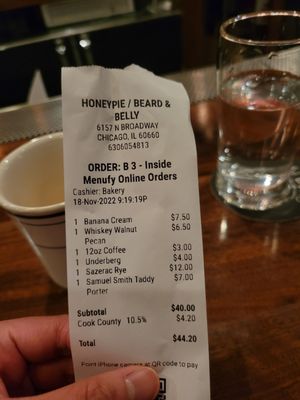 HONEYPIE / BEARD &
BELLY
6157 N BROADWAY
CHICAGO, IL 60660
6306054813
ORDER: B 3 - Inside
Menufy Online Orders
Cashier: Bakery
18-Nov-2022 9:19:19P
1 Banana Cream $7.50
1 Whiskey Walnut $6.50
Pecan
1 12oz Coffee $3.00
1 Underberg $4.00
1 Sazerac Rye $12.00
1 Samuel Smith Taddy $7.00
Porter
Subtotal $40.00
Cook County 10.5% $4.20
Total $44.20
Point iPhone camera at QR code to pay